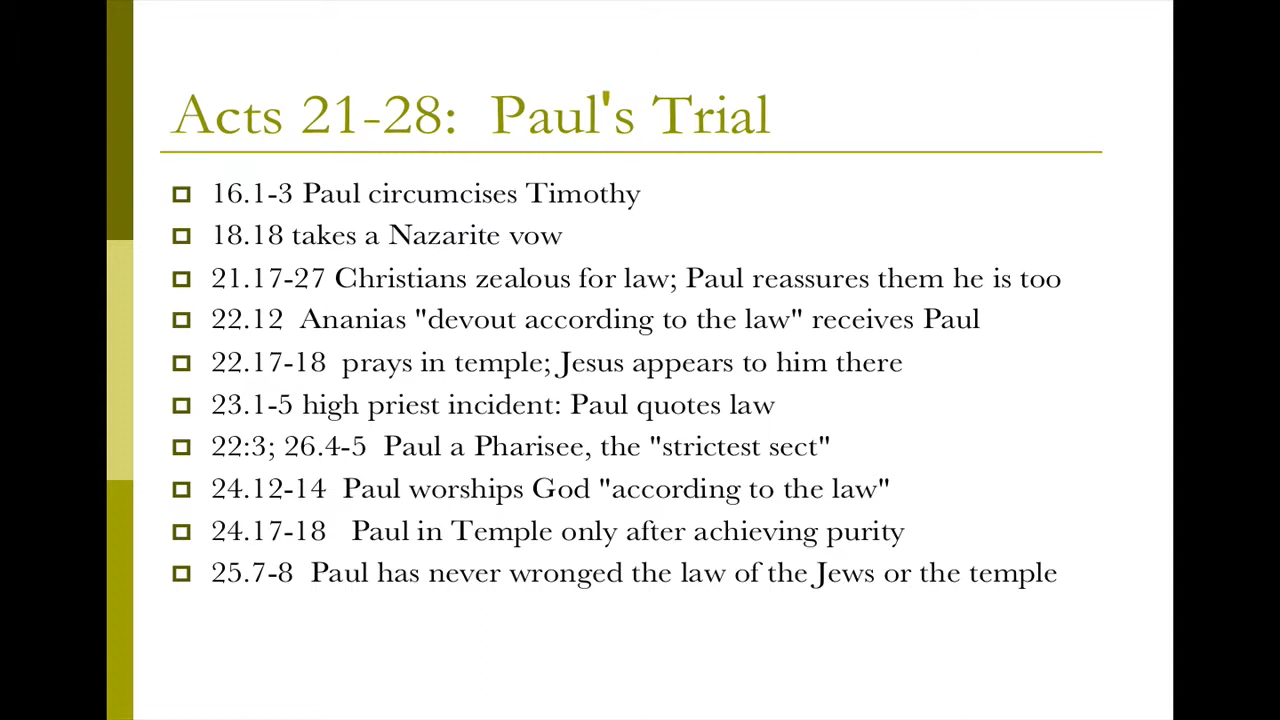 Acts 21-28:  Paul's Trial
16.1-3 Paul circumcises Timothy
18.18 takes a Nazarite vow
21.17-27 Christians zealous for law; Paul reassures them he is too
22.12  Ananias "devout according to the law" receives Paul
22.17-18  prays in temple; Jesus appears to him there
23.1-5 high priest incident: Paul quotes law
22:3; 26.4-5  Paul a Pharisee, the "strictest sect"
24.12-14  Paul worships God "according to the law"
24.17-18   Paul in Temple only after achieving purity
25.7-8  Paul has never wronged the law of the Jews or the temple